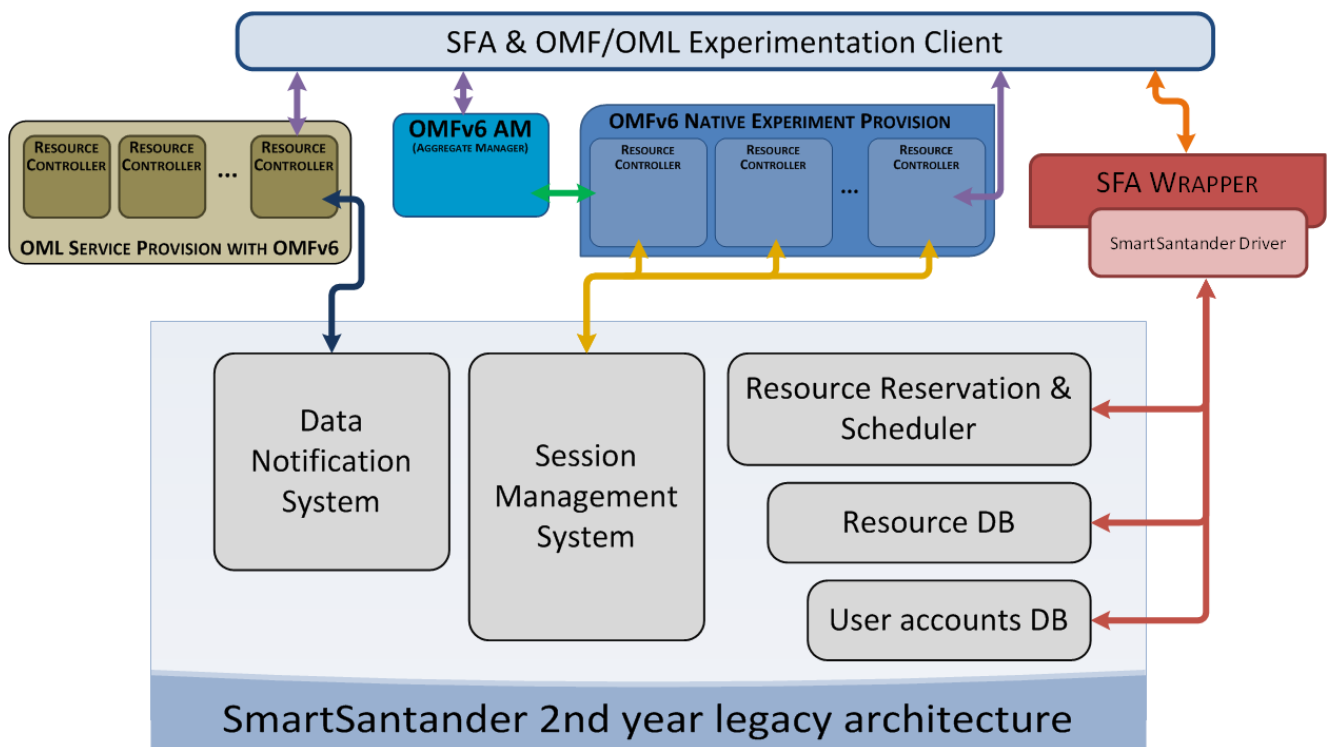 SFA & OMF/OML Experimentation Client
RESOURCE
CONTROLLER
RESOURCE
CONTROLLER
...
RESOURCE
CONTROLLER
OML SERVICE PROVISION WITH OMFV6
OMFv6 AM
(AGGREGATE MANAGER)
OMFV6 NATIVE EXPERIMENT PROVISION
RESOURCE
CONTROLLER
RESOURCE
CONTROLLER
...
RESOURCE
CONTROLLER
SFA WRAPPER
SmartSantander Driver
Data
Notification
System
Session
Management
System
Resource Reservation &
Scheduler
Resource DB
User accounts DB
SmartSantander 2nd year legacy architecture